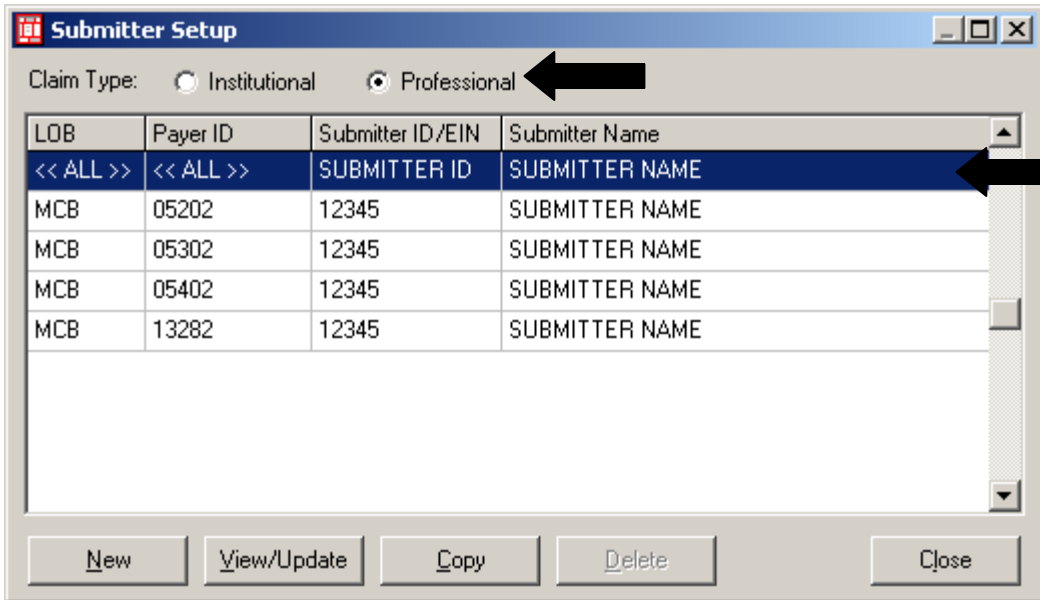 Submitter Setup
Claim Type: Institutional Professional
LOB Payer ID Submitter ID/EIN Submitter Name
<< ALL >> << ALL >> SUBMITTER ID SUBMITTER NAME
MCB 05202 12345 SUBMITTER NAME
MCB 05302 12345 SUBMITTER NAME
MCB 05402 12345 SUBMITTER NAME
MCB 13282 12345 SUBMITTER NAME
New View/Update Copy Delete Close